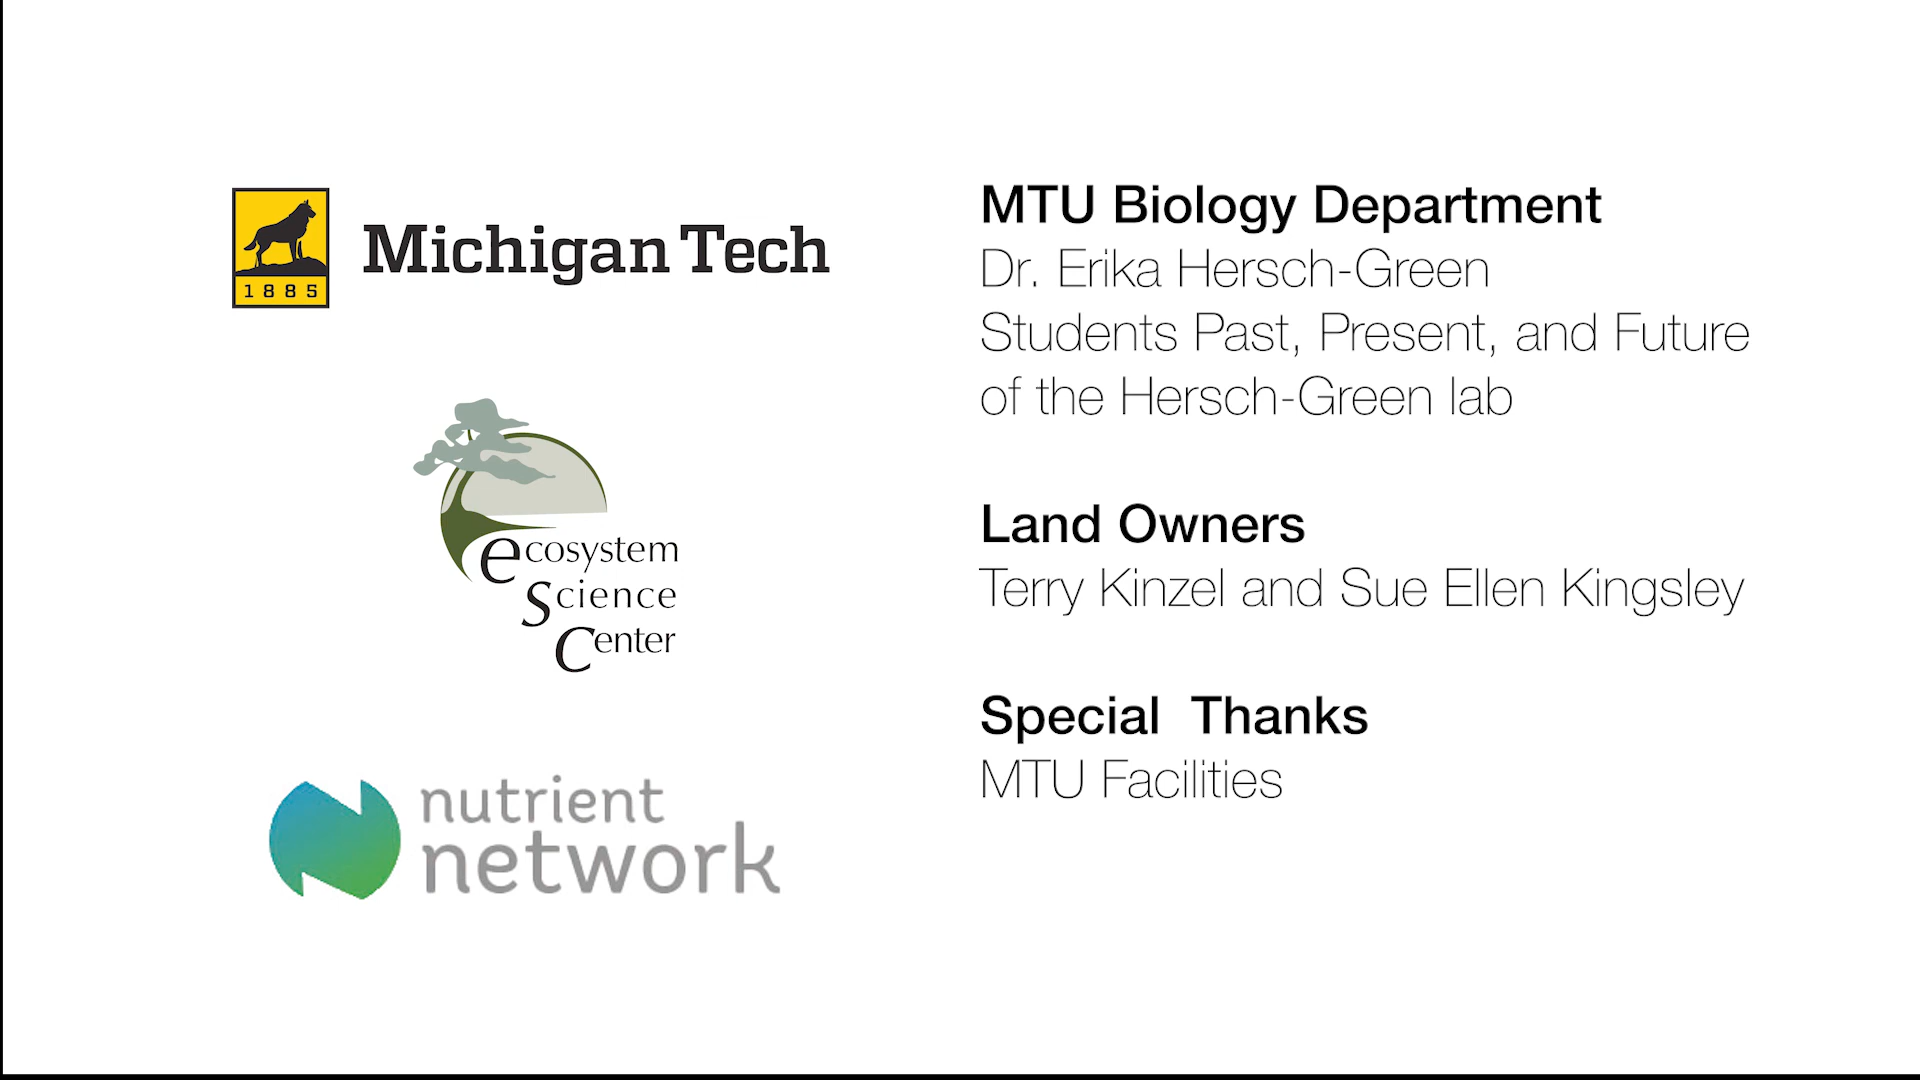 Michigan Tech
1885
ecosystem
Science
Center
nutrient
network
MTU Biology Department
Dr. Erika Hersch-Green
Students Past, Present, and Future
of the Hersch-Green lab
Land Owners
Terry Kinzel and Sue Ellen Kingsley
Special  Thanks
MTU Facilities